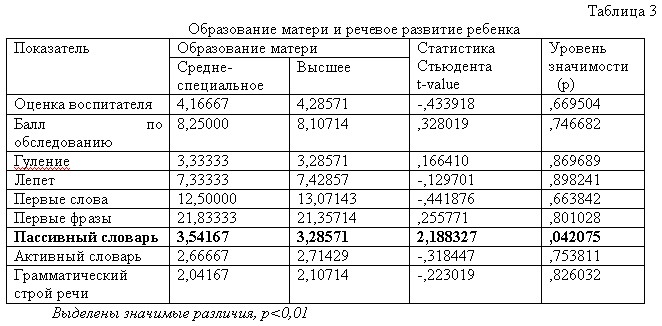 Таблица 3
Образование матери и речевое развитие ребенка
Показатель Образование матери Статистика Стьюдента t-value Уровень значимости (p)
Средне-специальное Высшее
Оценка воспитателя 4,16667 4,28571 -,433918 ,669504
Балл по обследованию 8,25000 8,10714 ,328019 ,746682
Гуление 3,33333 3,28571 ,166410 ,869689
Лепет 7,33333 7,42857 -,129701 ,898241
Первые слова 12,50000 13,07143 -,441876 ,663842
Первые фразы 21,83333 21,35714 ,255771 ,801028
Пассивный словарь 3,54167 3,28571 2,188327 ,042075
Активный словарь 2,66667 2,71429 -,318447 ,753811
Грамматический строй речи 2,04167 2,10714 -,223019 ,826032
Выделены значимые различия, p<0,01